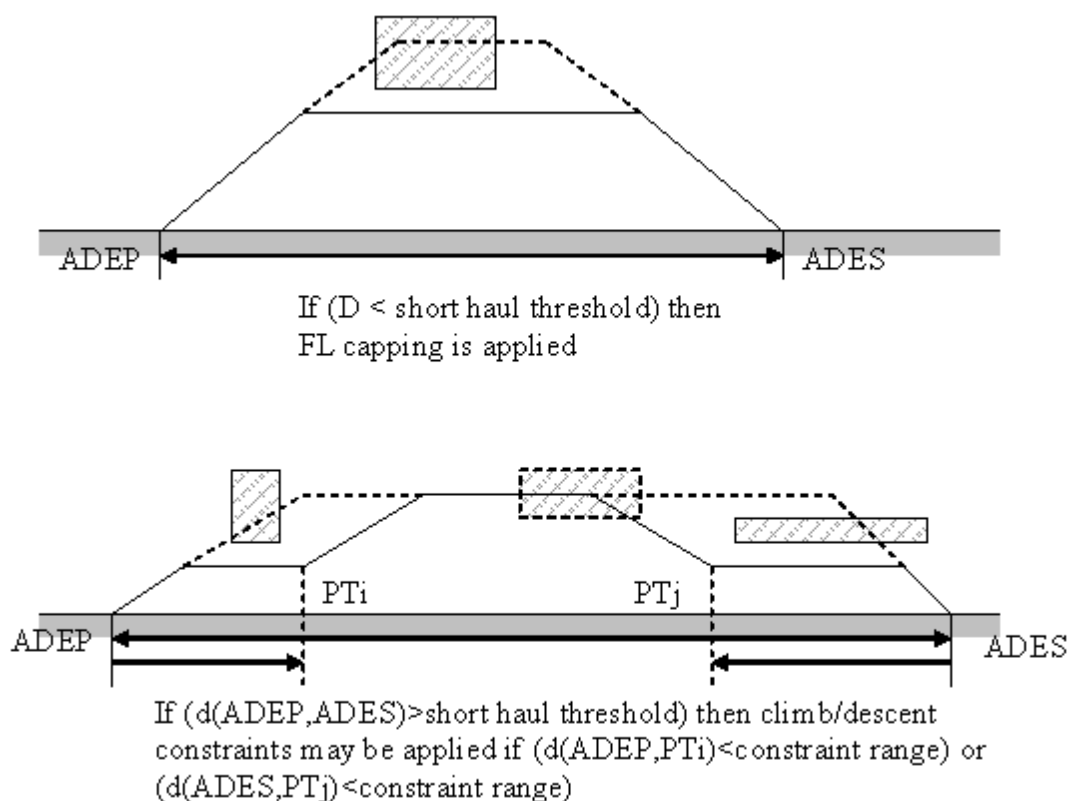 ADEP
ADES
If (D < short haul threshold) then
FL capping is applied
PTi
PTj
ADEP
ADES
If (d(ADEP,ADES)>short haul threshold) then climb/descent
constraints may be applied if (d(ADEP,PTi)<constraint range) or
(d(ADES,PTj)<constraint range)